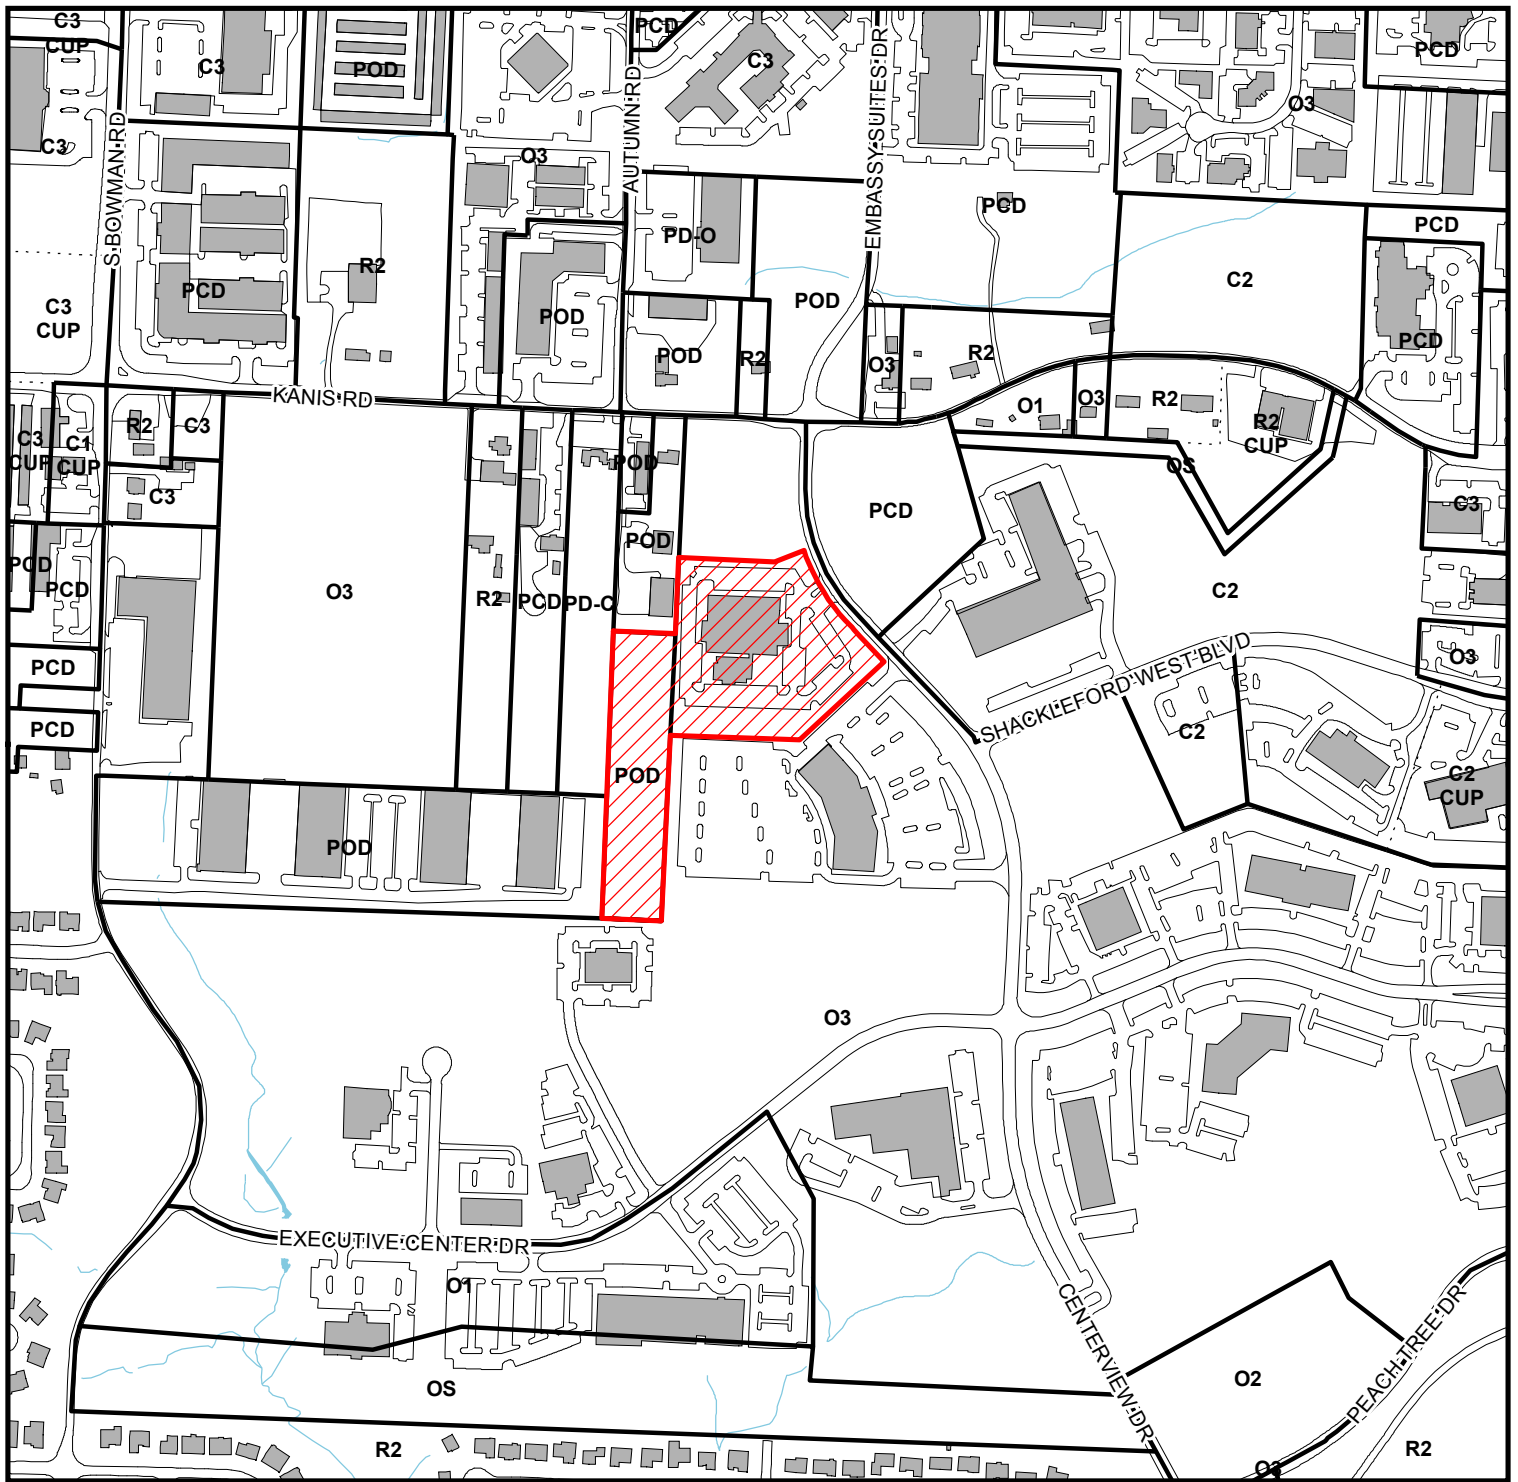 C3
CUP
C3
POD
PCD
C3
PCD
C3
O3
O3
S BOWMAN RD
AUTUMN RD
EMBASSY SUITES DR
PD-O
PCD
PCD
R2
PCD
C3
CUP
POD
POD
C2
PCD
POD
R2
O3
R2
KANIS RD
R2
C3
C3
CUP
C1
CUP
C3
O1
O3
R2
R2
CUP
OS
C3
POD
POD
PCD
PCD
PCD
O3
R2
PCD
PD-C
C2
O3
PCD
PCD
SHACKLEFORD WEST BLVD
C2
C2
CUP
POD
POD
O3
EXECUTIVE CENTER DR
O1
CENTERVIEW DR
PEACH TREE DR
O2
OS
R2
R2